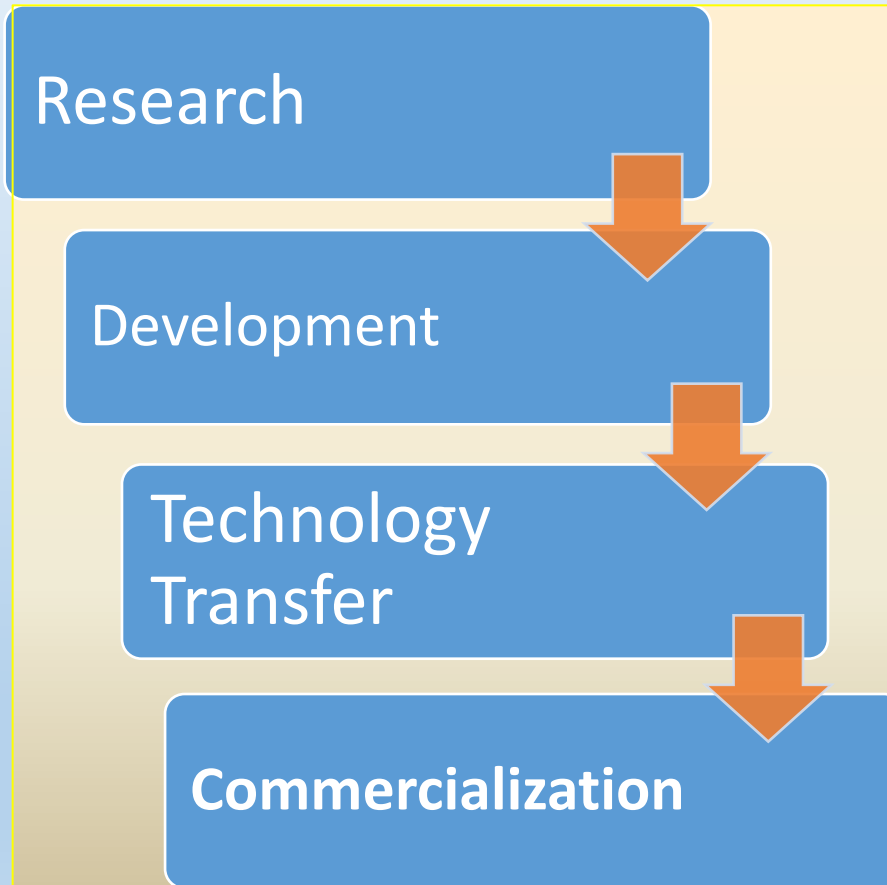 Research
Development
Technology
Transfer
Commercialization